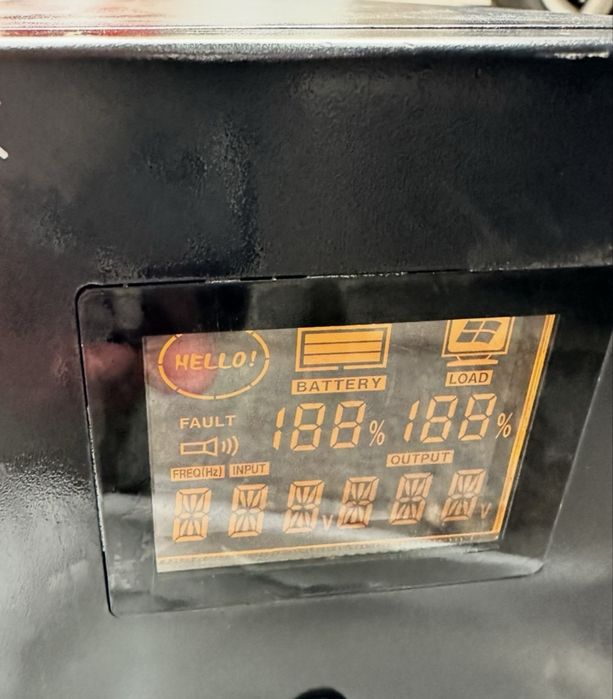 HELLO!
BATTERY
LOAD
FAULT
188% 188%
FREQ(Hz) INPUT OUTPUT
V V